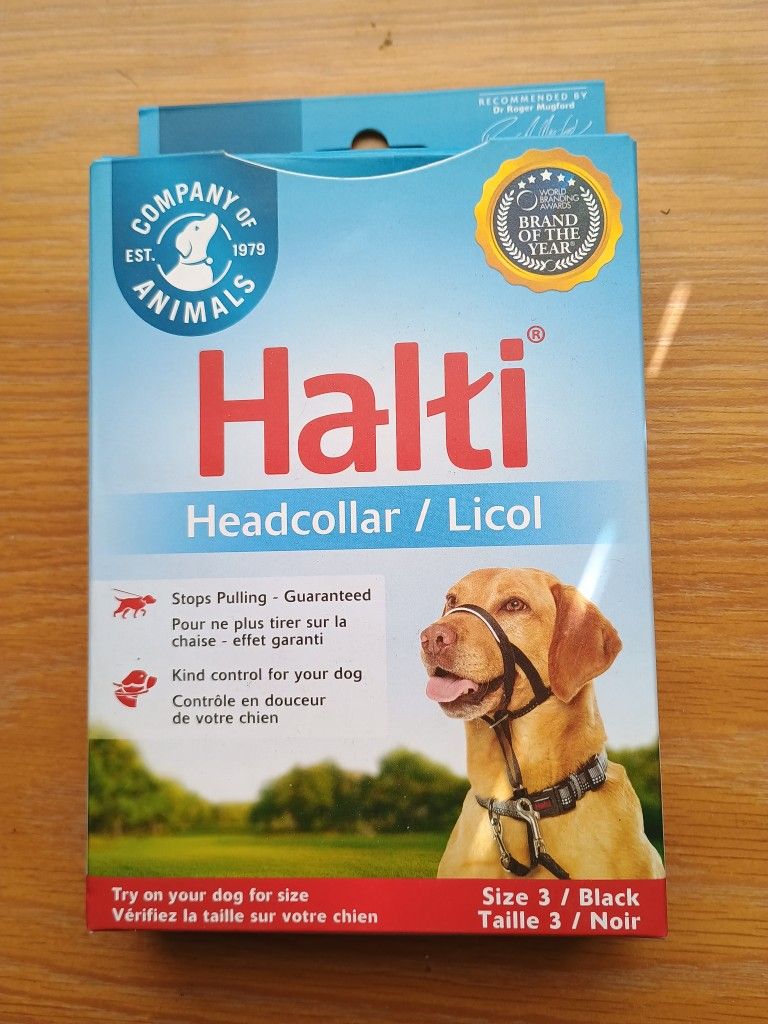 RECOMMENDED BY
Dr Roger Mugford
COMPANY OF
EST. 1979
ANIMALS
WORLD
BRANDING
AWARDS
BRAND
OF THE
YEAR®
Halti®
Headcollar / Licol
Stops Pulling - Guaranteed
Pour ne plus tirer sur la
chaise - effet garanti
Kind control for your dog
Contrôle en douceur
de votre chien
Try on your dog for size
Vérifiez la taille sur votre chien
Size 3 / Black
Taille 3 / Noir